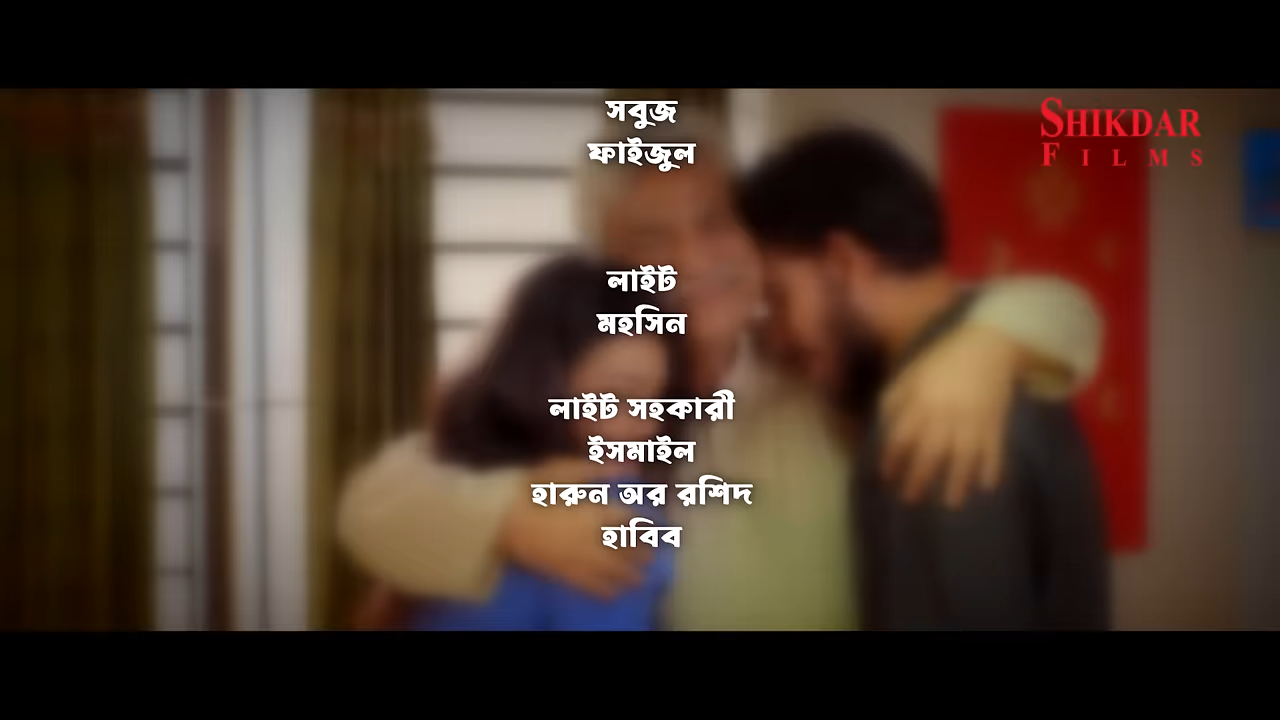 সবুজ
ফাইজুল
SHIKDAR
FILMS
লাইট
মহসিন
লাইট সহকারী
ইসমাইল
হারুন অর রশিদ
হাবিব